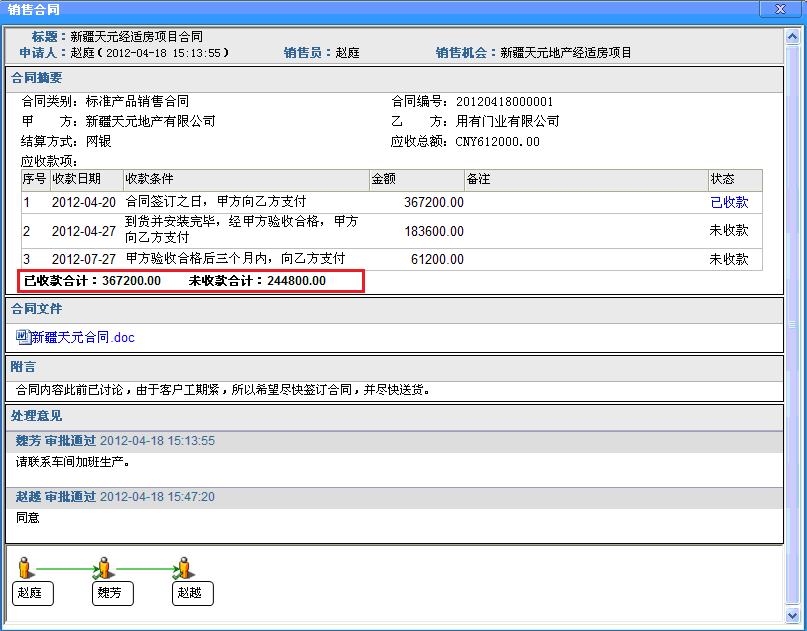 销售合同
标题：新疆天元经适房项目合同
申请人：赵庭(2012-04-18 15:13:55) 销售员：赵庭 销售机会：新疆天元地产经适房项目
合同摘要
合同类别：标准产品销售合同 合同编号：20120418000001
甲 方：新疆天元地产有限公司 乙 方：用有门业有限公司
结算方式：网银 应收总额：CNY612000.00
应收款项：
序号 收款日期 收款条件 金额 备注 状态
1 2012-04-20 合同签订之日，甲方向乙方支付 367200.00 已收款
2 2012-04-27 到货并安装完毕，经甲方验收合格，甲方向乙方支付 183600.00 未收款
3 2012-07-27 甲方验收合格后三个月内，向乙方支付 61200.00 未收款
已收款合计：367200.00 未收款合计：244800.00
合同文件
新疆天元合同.doc
附言
合同内容此前已讨论，由于客户工期紧，所以希望尽快签订合同，并尽快送货。
处理意见
魏芳 审批通过 2012-04-18 15:13:55
请联系车间加班生产。
赵越 审批通过 2012-04-18 15:47:20
同意
赵庭 魏芳 赵越